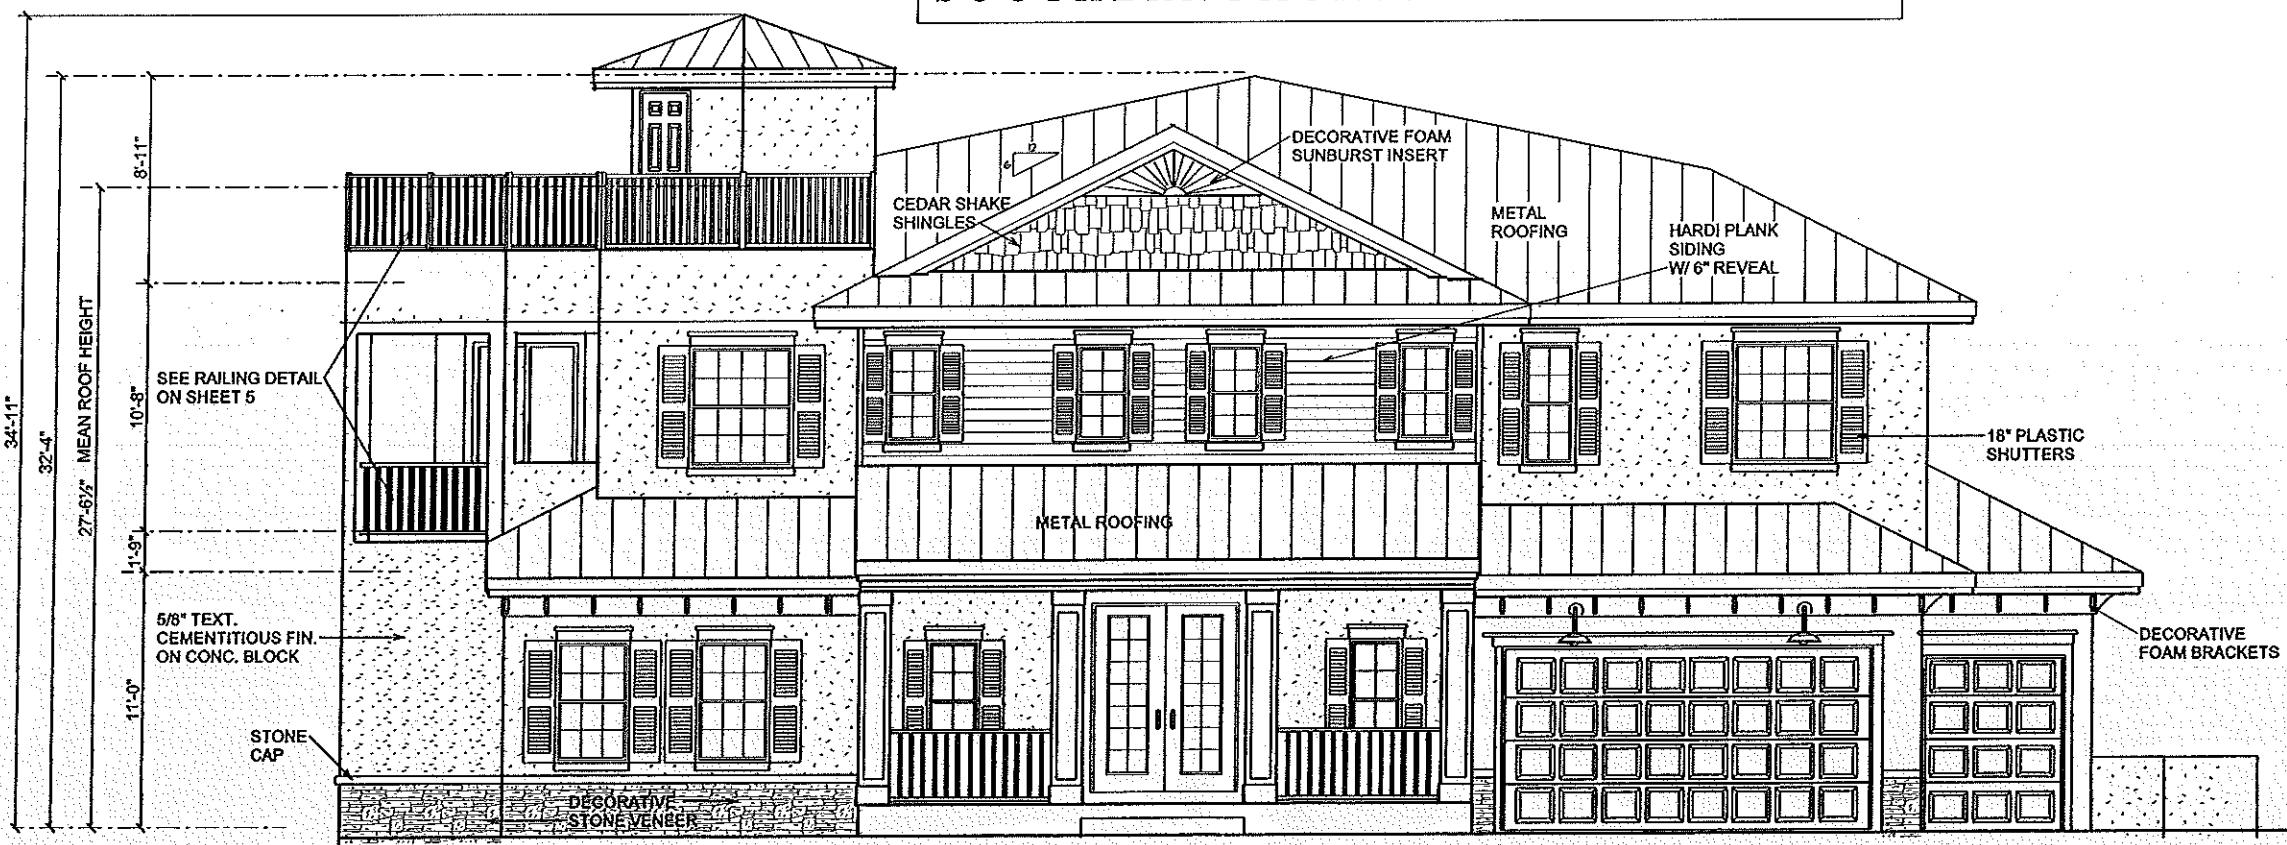 34'-11"
32'-4"
27'-6½" MEAN ROOF HEIGHT
8'-11"
10'-8"
1'-9"
11'-0"
12
6
DECORATIVE FOAM
SUNBURST INSERT
CEDAR SHAKE
SHINGLES
METAL
ROOFING
HARDI PLANK
SIDING
W/ 6" REVEAL
SEE RAILING DETAIL
ON SHEET 5
18" PLASTIC
SHUTTERS
METAL ROOFING
5/8" TEXT.
CEMENTITIOUS FIN.
ON CONC. BLOCK
DECORATIVE
FOAM BRACKETS
STONE
CAP
DECORATIVE
STONE VENEER